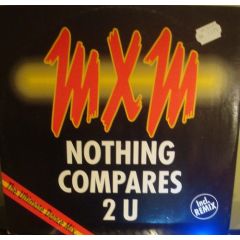 MXM
NOTHING
COMPARES
2 U
Incl.
REMIX